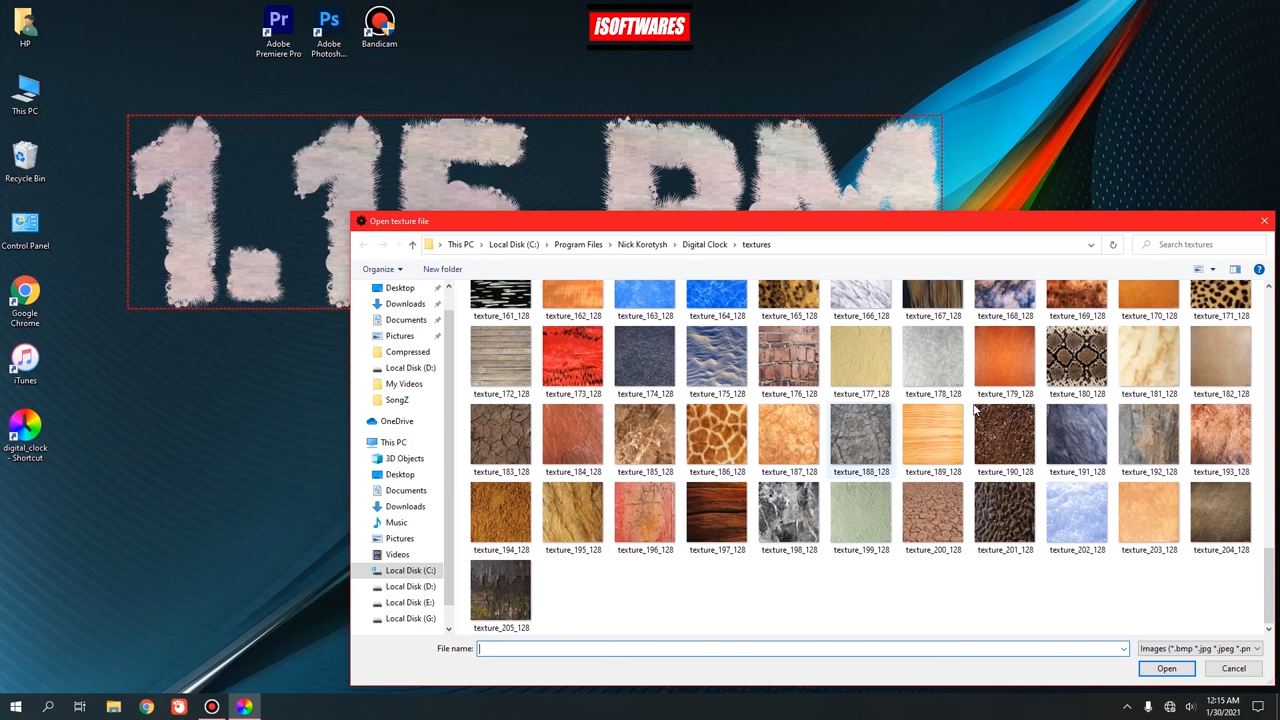 HP
Adobe
Premiere Pro
Adobe
Photosh...
Bandicam
iSOFTWARES
This PC
Recycle Bin
Control Panel
Google
Chrome
iTunes
digital_clock
- Shortcut
Pr
Ps
1.15 PM
Open texture file
This PC > Local Disk (C:) > Program Files > Nick Korotysh > Digital Clock > textures
Search textures
Organize
New folder
Desktop
Downloads
Documents
Pictures
Compressed
Local Disk (D:)
My Videos
SongZ
OneDrive
This PC
3D Objects
Desktop
Documents
Downloads
Music
Pictures
Videos
Local Disk (C:)
Local Disk (D:)
Local Disk (E:)
Local Disk (G:)
texture_161_128 texture_162_128 texture_163_128 texture_164_128 texture_165_128 texture_166_128 texture_167_128 texture_168_128 texture_169_128 texture_170_128 texture_171_128
texture_172_128 texture_173_128 texture_174_128 texture_175_128 texture_176_128 texture_177_128 texture_178_128 texture_179_128 texture_180_128 texture_181_128 texture_182_128
texture_183_128 texture_184_128 texture_185_128 texture_186_128 texture_187_128 texture_188_128 texture_189_128 texture_190_128 texture_191_128 texture_192_128 texture_193_128
texture_194_128 texture_195_128 texture_196_128 texture_197_128 texture_198_128 texture_199_128 texture_200_128 texture_201_128 texture_202_128 texture_203_128 texture_204_128
texture_205_128
File name:
Images (*.bmp *.jpg *.jpeg *.pn
Open
Cancel
12:15 AM
1/30/2021